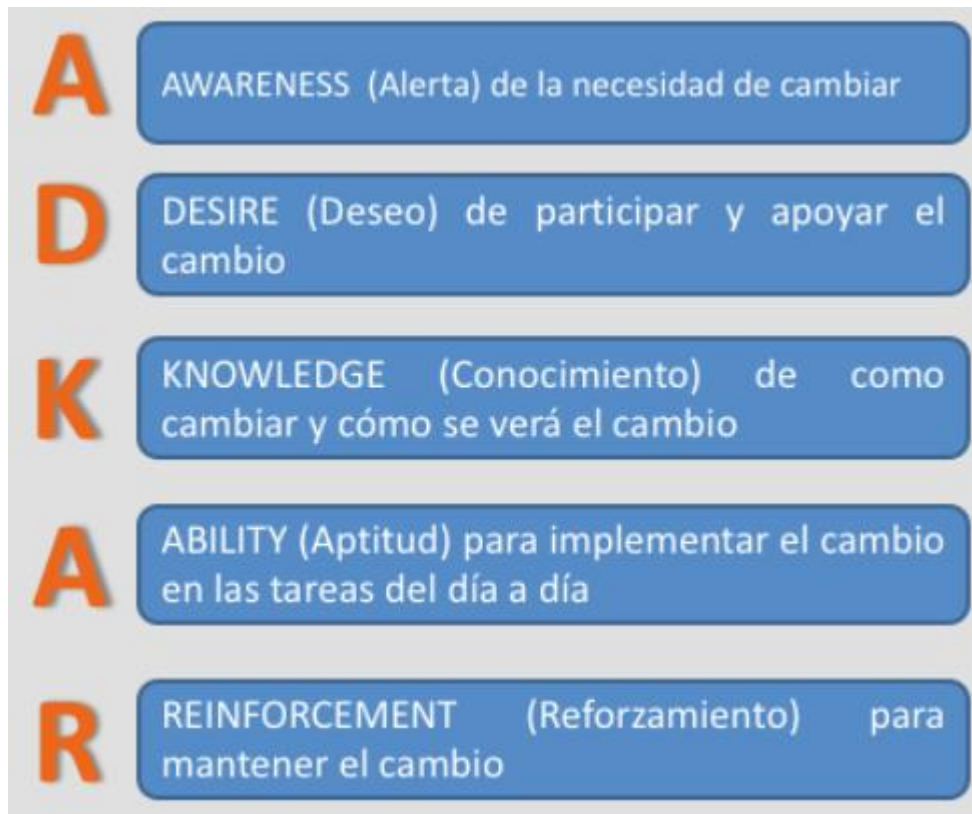 A
AWARENESS (Alerta) de la necesidad de cambiar
D
DESIRE (Deseo) de participar y apoyar el
cambio
K
KNOWLEDGE (Conocimiento) de como
cambiar y cómo se verá el cambio
A
ABILITY (Aptitud) para implementar el cambio
en las tareas del día a día
R
REINFORCEMENT (Reforzamiento) para
mantener el cambio